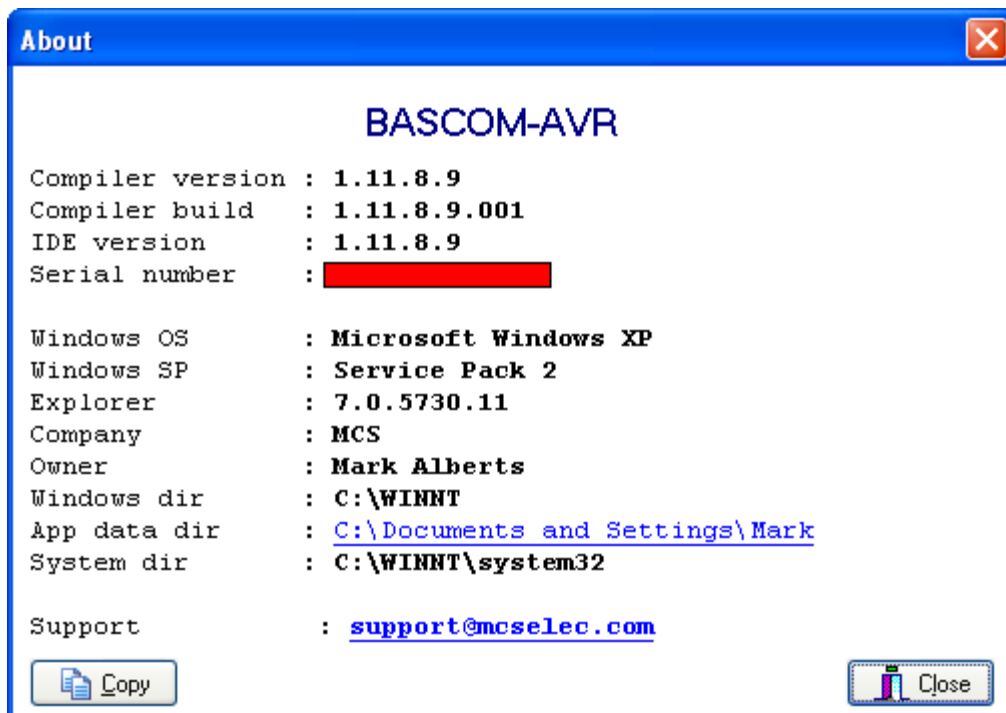 About
BASCOM-AVR
Compiler version : 1.11.8.9
Compiler build : 1.11.8.9.001
IDE version : 1.11.8.9
Serial number :
Windows OS : Microsoft Windows XP
Windows SP : Service Pack 2
Explorer : 7.0.5730.11
Company : MCS
Owner : Mark Alberts
Windows dir : C:\WINNT
App data dir : C:\Documents and Settings\Mark
System dir : C:\WINNT\system32
Support : support@mcselec.com
Copy Close